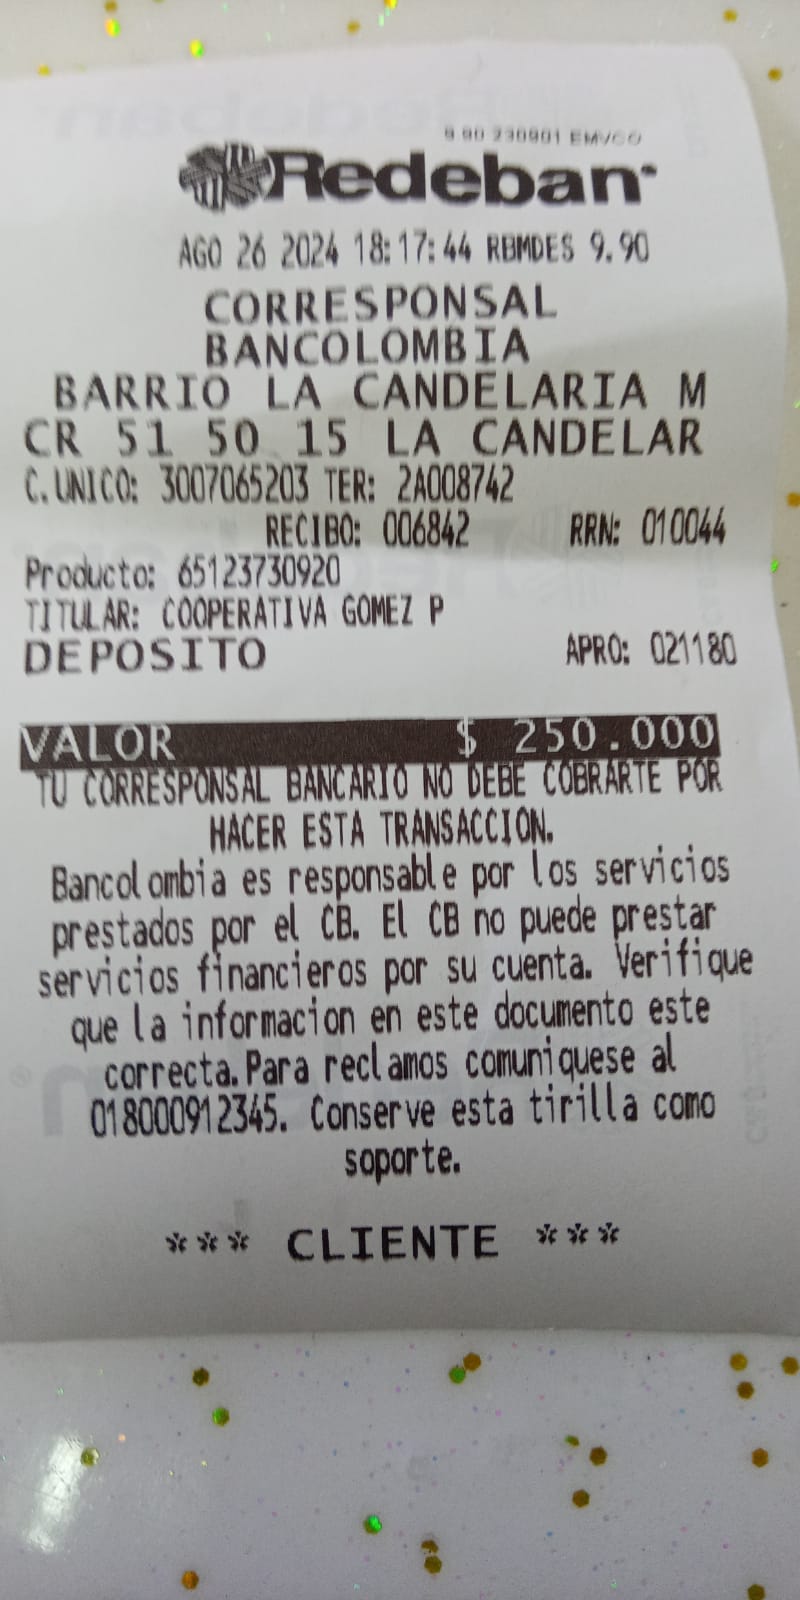 9.90 230901 EMVCO
Redeban
AGO 26 2024 18:17:44 RBMDES 9.90
CORRESPONSAL
BANCOLOMBIA
BARRIO LA CANDELARIA M
CR 51 50 15 LA CANDELAR
C.UNICO: 3007065203 TER: 2A008742
RECIBO: 006842 RRN: 010044
Producto: 65123730920
TITULAR: COOPERATIVA GOMEZ P
DEPOSITO APRO: 021180
VALOR $ 250.000
TU CORRESPONSAL BANCARIO NO DEBE COBRARTE POR
HACER ESTA TRANSACCION.
Bancolombia es responsable por los servicios
prestados por el CB. El CB no puede prestar
servicios financieros por su cuenta. Verifique
que la informacion en este documento este
correcta.Para reclamos comuniquese al
018000912345. Conserve esta tirilla como
soporte.
*** CLIENTE ***